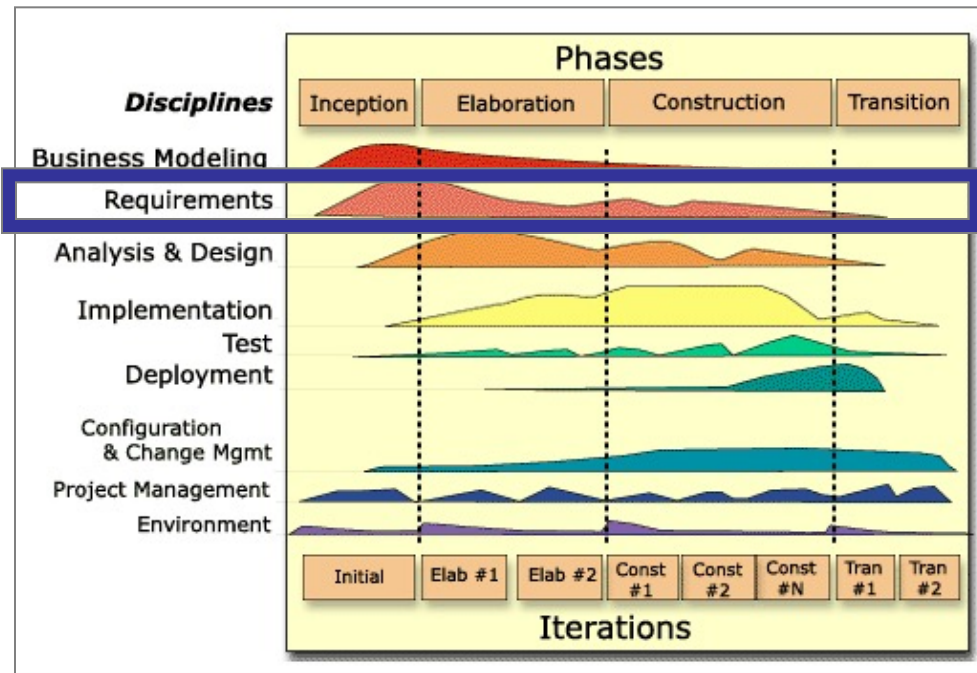 Phases
Disciplines Inception Elaboration Construction Transition
Business Modeling
Requirements
Analysis & Design
Implementation
Test
Deployment
Configuration
& Change Mgmt
Project Management
Environment
Initial Elab #1 Elab #2 Const #1 Const #2 Const #N Tran #1 Tran #2
Iterations